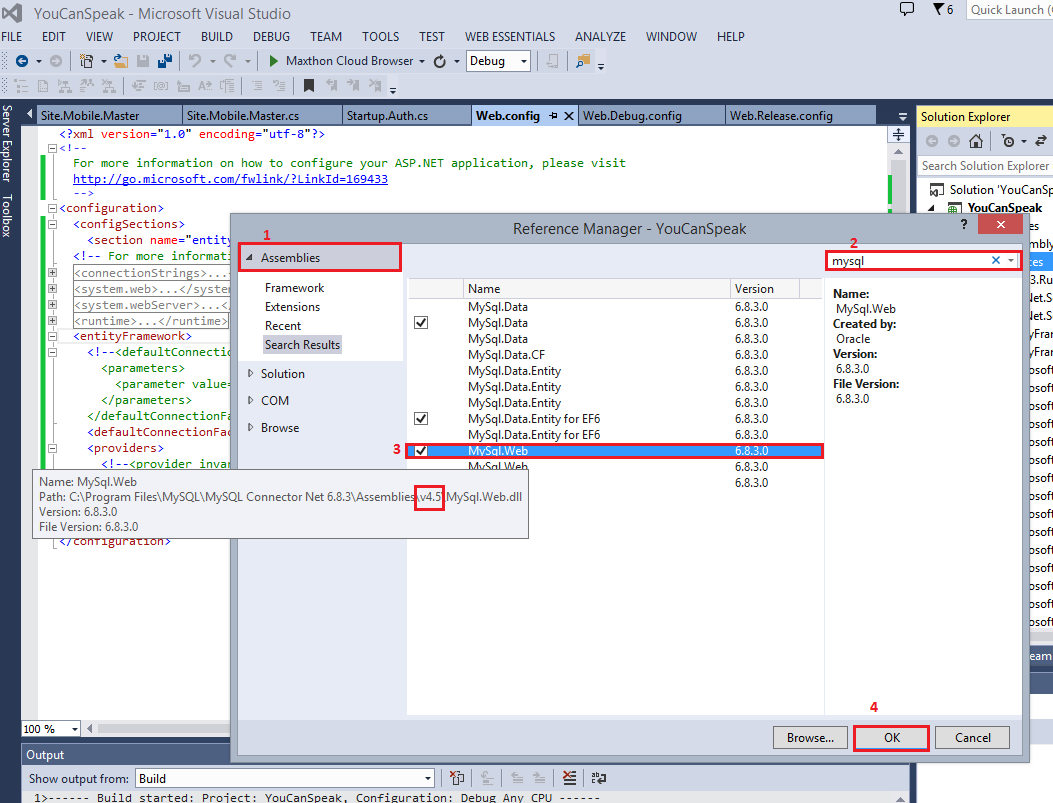 YouCanSpeak - Microsoft Visual Studio
6
Quick Launch (
FILE EDIT VIEW PROJECT BUILD DEBUG TEAM TOOLS TEST WEB ESSENTIALS ANALYZE WINDOW HELP
Maxthon Cloud Browser Debug
Server Explorer
Toolbox
Site.Mobile.Master Site.Mobile.Master.cs Startup.Auth.cs Web.config Web.Debug.config Web.Release.config
<?xml version="1.0" encoding="utf-8"?>
<!--
For more information on how to configure your ASP.NET application, please visit
http://go.microsoft.com/fwlink/?LinkId=169433
-->
<configuration>
<configSections>
<section name="entity
<!-- For more informati
<connectionStrings>...<
<system.web>...</system
<system.webServer>...</
<runtime>...</runtime>
<entityFramework>
<!--<defaultConnectio
<parameters>
<parameter value=
</parameters>
</defaultConnectionFa
<defaultConnectionFac
<providers>
<!--<provider invar
</configuration>
Solution Explorer
Search Solution Explorer
Solution 'YouCanSp
YouCanSpeak
Reference Manager - YouCanSpeak
?
1
Assemblies
Framework
Extensions
Recent
Search Results
Solution
COM
Browse
2
mysql
Name Version
MySql.Data 6.8.3.0
MySql.Data 6.8.3.0
MySql.Data 6.8.3.0
MySql.Data.CF 6.8.3.0
MySql.Data.Entity 6.8.3.0
MySql.Data.Entity 6.8.3.0
MySql.Data.Entity 6.8.3.0
MySql.Data.Entity for EF6 6.8.3.0
MySql.Data.Entity for EF6 6.8.3.0
3
MySql.Web 6.8.3.0
MySql.Web 6.8.3.0
6.8.3.0
Name:
MySql.Web
Created by:
Oracle
Version:
6.8.3.0
File Version:
6.8.3.0
Name: MySql.Web
Path: C:\Program Files\MySQL\MySQL Connector Net 6.8.3\Assemblies\v4.5\MySql.Web.dll
Version: 6.8.3.0
File Version: 6.8.3.0
4
Browse... OK Cancel
100 %
Output
Show output from: Build
1>------ Build started: Project: YouCanSpeak, Configuration: Debug Any CPU ------